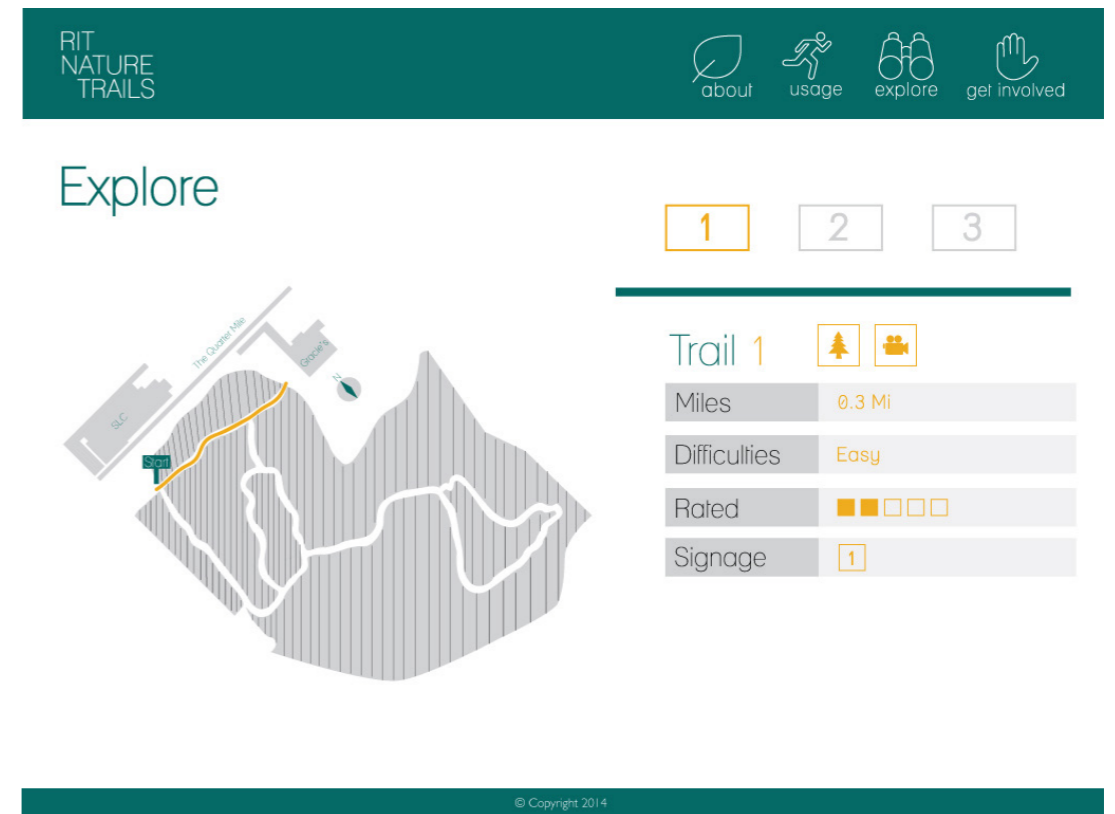 RIT
NATURE
TRAILS
about
usage
explore
get involved
Explore
1
2
3
The Quarter Mile
Gracie's
N
SLC
Start
Trail 1
Miles
0.3 Mi
Difficulties
Easy
Rated
Signage
1
© Copyright 2014